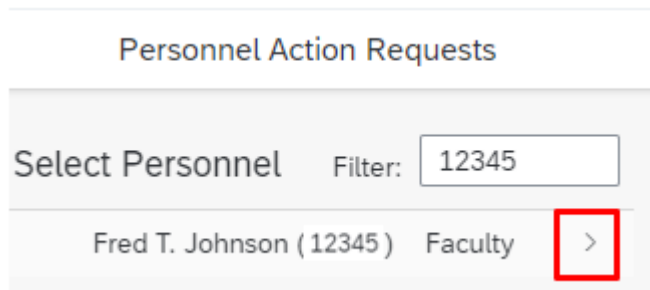 Personnel Action Requests
Select Personnel Filter: 12345
Fred T. Johnson (12345) Faculty >